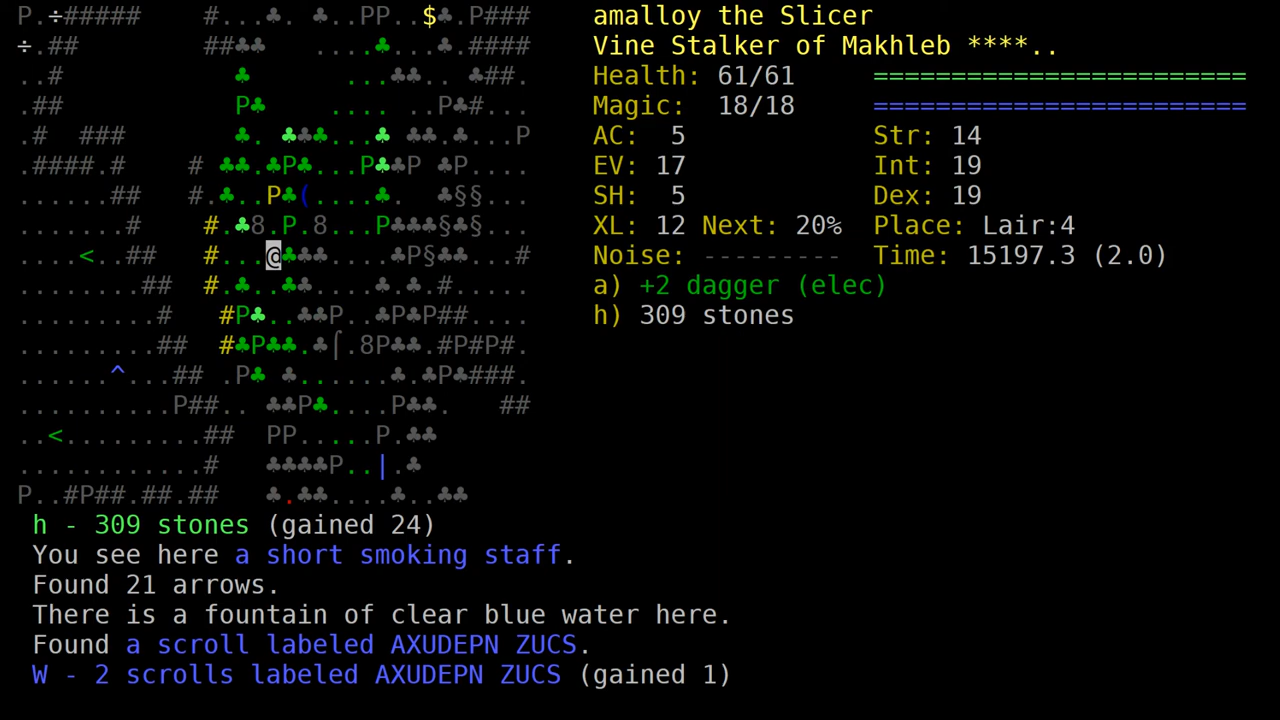 amalloy the Slicer
Vine Stalker of Makhleb ****..
Health: 61/61 ========================
Magic: 18/18 ========================
AC: 5 Str: 14
EV: 17 Int: 19
SH: 5 Dex: 19
XL: 12 Next: 20% Place: Lair:4
Noise: --------- Time: 15197.3 (2.0)
a) +2 dagger (elec)
h) 309 stones
h - 309 stones (gained 24)
You see here a short smoking staff.
Found 21 arrows.
There is a fountain of clear blue water here.
Found a scroll labeled AXUDEPN ZUCS.
W - 2 scrolls labeled AXUDEPN ZUCS (gained 1)